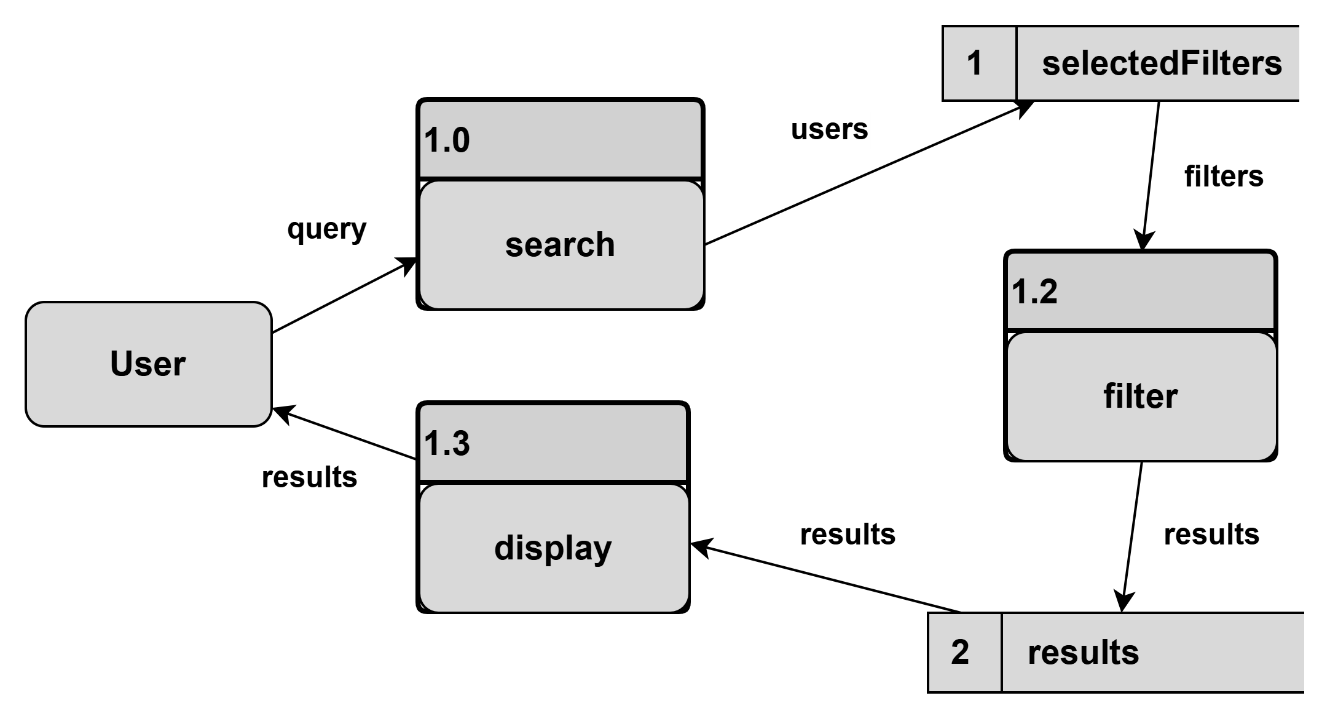 1 selectedFilters
1.0
users
filters
query
search
1.2
User
filter
1.3
results
display
results
results
2 results